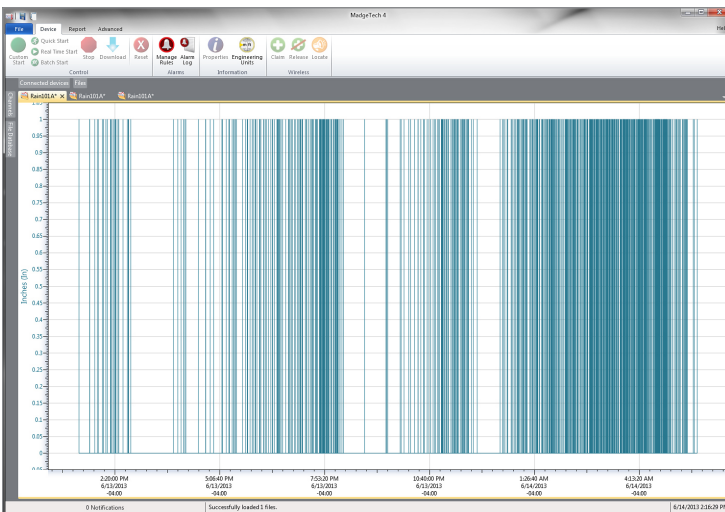 MadgeTech 4
File Device Report Advanced
Custom Start
Quick Start
Real Time Start
Batch Start
Stop Download Reset
Manage Rules
Alarm Log
Properties
Engineering Units
Claim Release Locate
Control Alarms Information Wireless
Connected devices Files
Channels
File Database
Rain101A* X Rain101A* Rain101A*
1.05
1
0.95
0.9
0.85
0.8
0.75
0.7
0.65
0.6
0.55
0.5
0.45
0.4
0.35
0.3
0.25
0.2
0.15
0.1
0.05
0
Inches (In)
2:20:00 PM 5:06:40 PM 7:53:20 PM 10:40:00 PM 1:26:40 AM 4:13:20 AM
6/13/2013 6/13/2013 6/13/2013 6/13/2013 6/14/2013 6/14/2013
-04:00 -04:00 -04:00 -04:00 -04:00 -04:00
0 Notifications Successfully loaded 1 files. 6/14/2013 2:16:29 PM